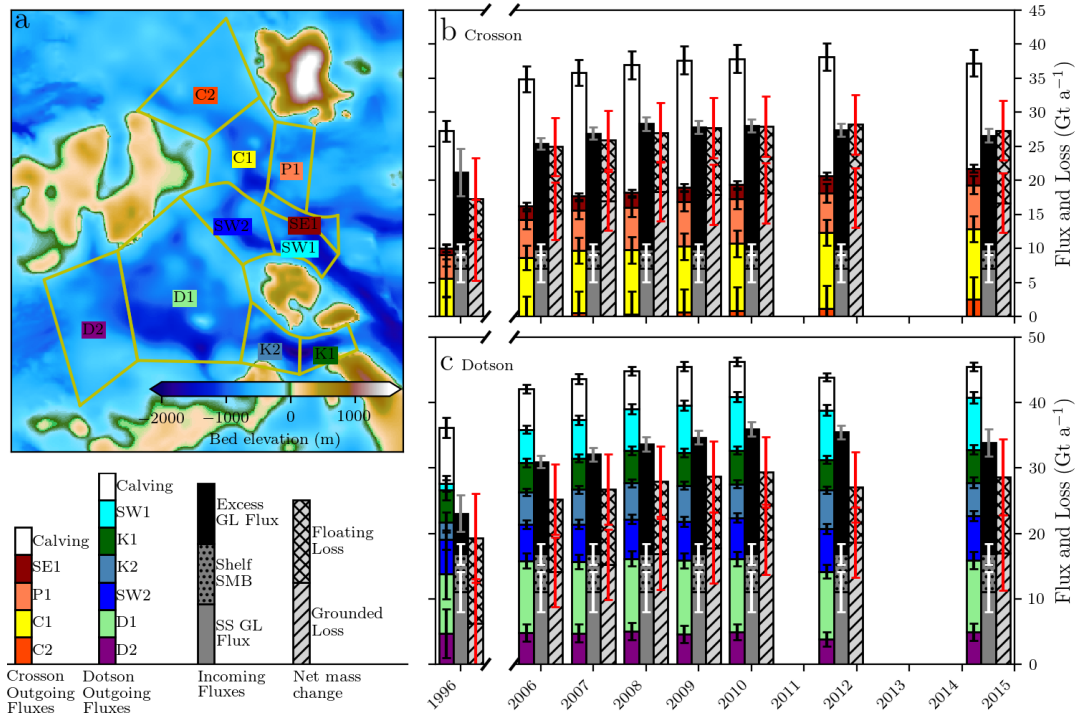 a
C2
C1
P1
SW2
SE1
SW1
D1
D2
K2
K1
−2000 −1000 0 1000
Bed elevation (m)
b Crosson
45
40
35
30
25
20
15
10
5
0
Flux and Loss (Gt a⁻¹)
c Dotson
50
40
30
20
10
0
Flux and Loss (Gt a⁻¹)
1996 2006 2007 2008 2009 2010 2011 2012 2013 2014 2015
Calving
SE1
P1
C1
C2
Crosson
Outgoing
Fluxes
Calving
SW1
K1
K2
SW2
D1
D2
Dotson
Outgoing
Fluxes
Excess
GL Flux
Shelf
SMB
SS GL
Flux
Incoming
Fluxes
Floating
Loss
Grounded
Loss
Net mass
change